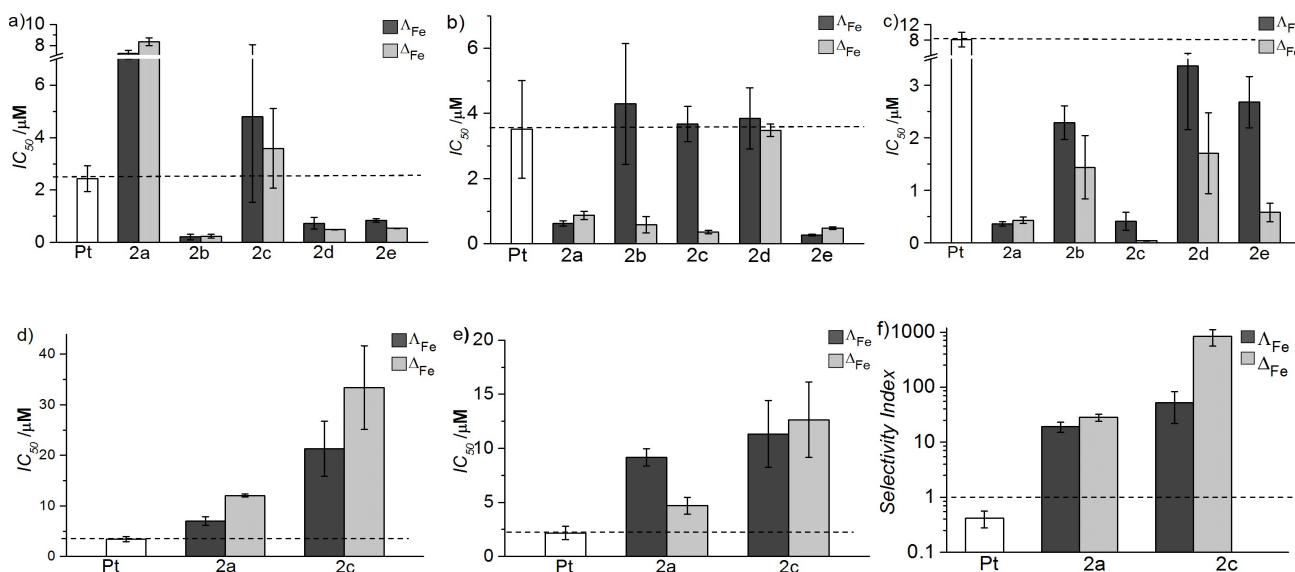 a)
10
8
6
4
2
0
IC50 /μM
ΛFe
ΔFe
Pt 2a 2b 2c 2d 2e
b)
6
4
2
0
IC50 /μM
ΛFe
ΔFe
Pt 2a 2b 2c 2d 2e
c)
12
8
3
2
1
0
IC50 /μM
ΛFe
ΔFe
Pt 2a 2b 2c 2d 2e
d)
40
30
20
10
0
IC50 /μM
ΛFe
ΔFe
Pt 2a 2c
e)
20
15
10
5
0
IC50 /μM
ΛFe
ΔFe
Pt 2a 2c
f)
1000
100
10
1
0.1
Selectivity Index
ΛFe
ΔFe
Pt 2a 2c